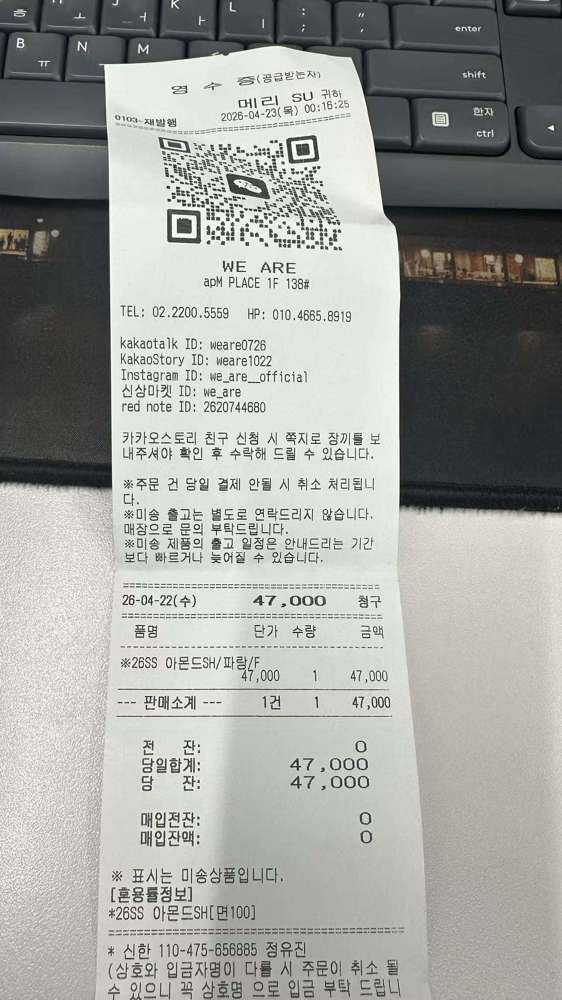 ㅎ
ㅗ
J
K
ㅏ
L
ㅣ
:
;
"
'
enter
B
ㅠ
N
ㅜ
M
ㅡ
shift
한자
ctrl
영 수 증(공급받는자)
메리 SU 귀하
0103-재발행
2026-04-23(목) 00:16:25
WE ARE
apM PLACE 1F 138#
TEL: 02.2200.5559 HP: 010.4665.8919
kakaotalk ID: weare0726
KakaoStory ID: weare1022
Instagram ID: we_are__official
신상마켓 ID: we_are
red note ID: 2620744680
카카오스토리 친구 신청 시 쪽지로 장끼를 보
내주셔야 확인 후 수락해 드릴 수 있습니다.
※주문 건 당일 결제 안될 시 취소 처리됩니
다.
※미송 출고는 별도로 연락드리지 않습니다.
매장으로 문의 부탁드립니다.
※미송 제품의 출고 일정은 안내드리는 기간
보다 빠르거나 늦어질 수 있습니다.
26-04-22(수) 47,000 청구
품명 단가 수량 금액
※26SS 아몬드SH/파랑/F
47,000 1 47,000
--- 판매소계 --- 1건 1 47,000
전 잔: 0
당일합계: 47,000
당 잔: 47,000
매입전잔: 0
매입잔액: 0
※ 표시는 미송상품입니다.
[혼용률정보]
*26SS 아몬드SH[면100]
* 신한 110-475-656885 정유진
(상호와 입금자명이 다를 시 주문이 취소 될
수 있으니 꼭 상호명 으로 입금 부탁 드립니